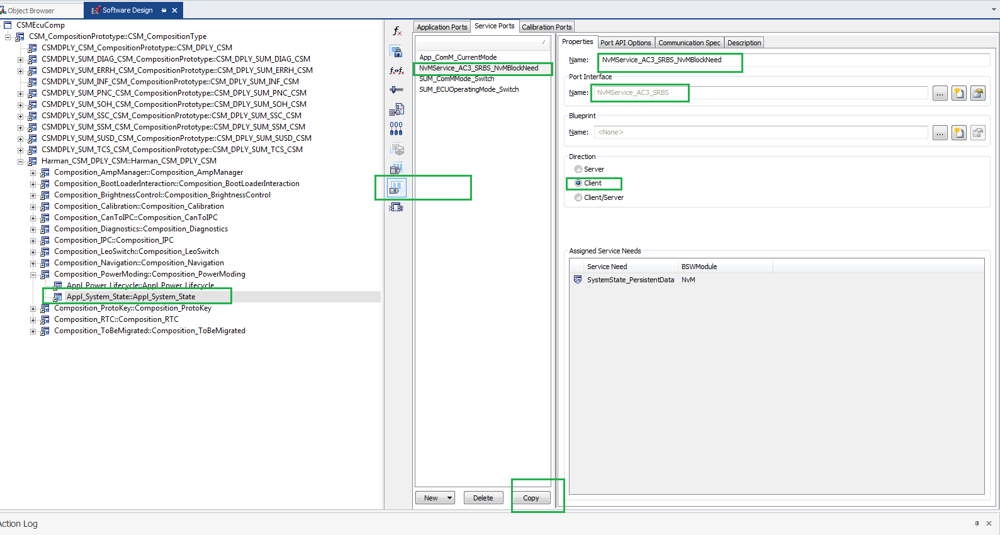 Object Browser
Software Design
CSMEcuComp
CSM_CompositionPrototype::CSM_CompositionType
CSMDPLY_CSM_CompositionPrototype::CSM_DPLY_CSM
CSMDPLY_SUM_DIAG_CSM_CompositionPrototype::CSM_DPLY_SUM_DIAG_CSM
CSMDPLY_SUM_ERRH_CSM_CompositionPrototype::CSM_DPLY_SUM_ERRH_CSM
CSMDPLY_SUM_INF_CSM_CompositionPrototype::CSM_DPLY_SUM_INF_CSM
CSMDPLY_SUM_PNC_CSM_CompositionPrototype::CSM_DPLY_SUM_PNC_CSM
CSMDPLY_SUM_SOH_CSM_CompositionPrototype::CSM_DPLY_SUM_SOH_CSM
CSMDPLY_SUM_SSC_CSM_CompositionPrototype::CSM_DPLY_SUM_SSC_CSM
CSMDPLY_SUM_SSM_CSM_CompositionPrototype::CSM_DPLY_SUM_SSM_CSM
CSMDPLY_SUM_SUSD_CSM_CompositionPrototype::CSM_DPLY_SUM_SUSD_CSM
CSMDPLY_SUM_TCS_CSM_CompositionPrototype::CSM_DPLY_SUM_TCS_CSM
Harman_CSM_DPLY_CSM::Harman_CSM_DPLY_CSM
Composition_AmpManager::Composition_AmpManager
Composition_BootLoaderInteraction::Composition_BootLoaderInteraction
Composition_BrightnessControl::Composition_BrightnessControl
Composition_Calibration::Composition_Calibration
Composition_CanToIPC::Composition_CanToIPC
Composition_Diagnostics::Composition_Diagnostics
Composition_IPC::Composition_IPC
Composition_LeoSwitch::Composition_LeoSwitch
Composition_Navigation::Composition_Navigation
Composition_PowerModing::Composition_PowerModing
Appl_Power_Lifecycle::Appl_Power_Lifecycle
Appl_System_State::Appl_System_State
Composition_ProtoKey::Composition_ProtoKey
Composition_RTC::Composition_RTC
Composition_ToBeMigrated::Composition_ToBeMigrated
Application Ports
Service Ports
Calibration Ports
App_ComM_CurrentMode
NvMService_AC3_SRBS_NvMBlockNeed
SUM_ComMMode_Switch
SUM_ECUOperatingMode_Switch
New
Delete
Copy
Properties
Port API Options
Communication Spec
Description
Name: NvMService_AC3_SRBS_NvMBlockNeed
Port Interface
Name: NvMService_AC3_SRBS
...
Blueprint
Name: <None>
...
Direction
Server
Client
Client/Server
Assigned Service Needs
Service Need BSWModule
SystemState_PersistentData NvM
Action Log